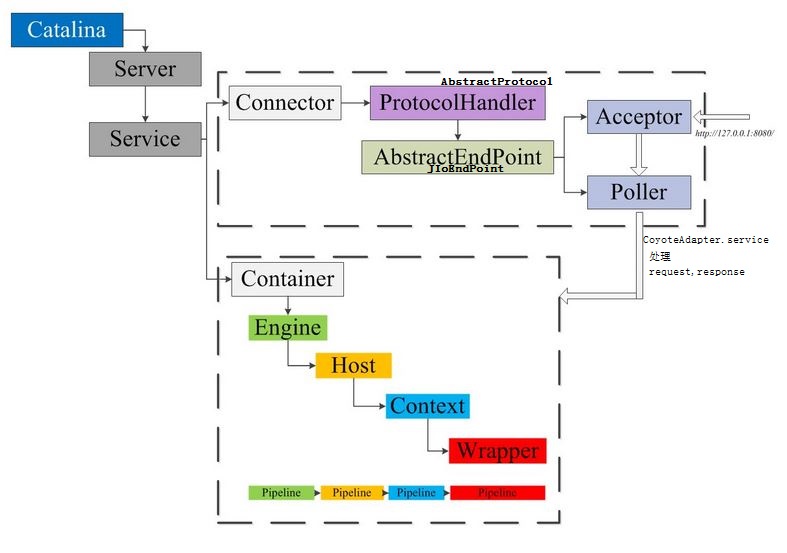 Catalina
Server
Service
Connector
AbstractProtocol
ProtocolHandler
AbstractEndPoint
JIoEndPoint
Acceptor
http://127.0.0.1:8080/
Poller
CoyoteAdapter.service
处理
request,response
Container
Engine
Host
Context
Wrapper
Pipeline
Pipeline
Pipeline
Pipeline